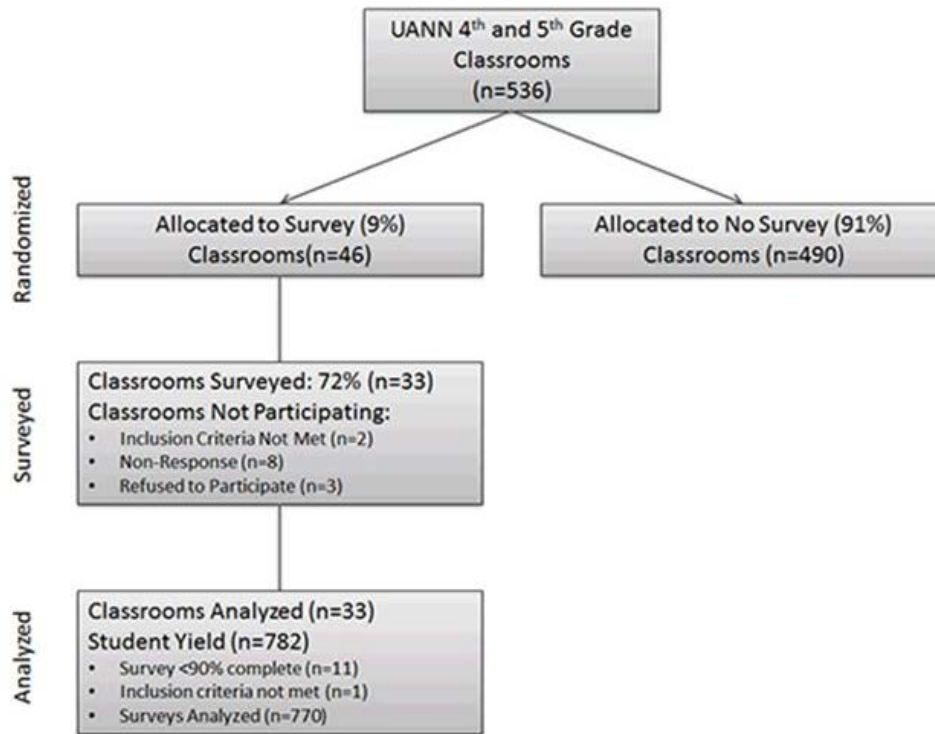 UANN 4th and 5th Grade
Classrooms
(n=536)
Randomized
Allocated to Survey (9%)
Classrooms(n=46)
Allocated to No Survey (91%)
Classrooms (n=490)
Surveyed
Classrooms Surveyed: 72% (n=33)
Classrooms Not Participating:
• Inclusion Criteria Not Met (n=2)
• Non-Response (n=8)
• Refused to Participate (n=3)
Analyzed
Classrooms Analyzed (n=33)
Student Yield (n=782)
• Survey <90% complete (n=11)
• Inclusion criteria not met (n=1)
• Surveys Analyzed (n=770)